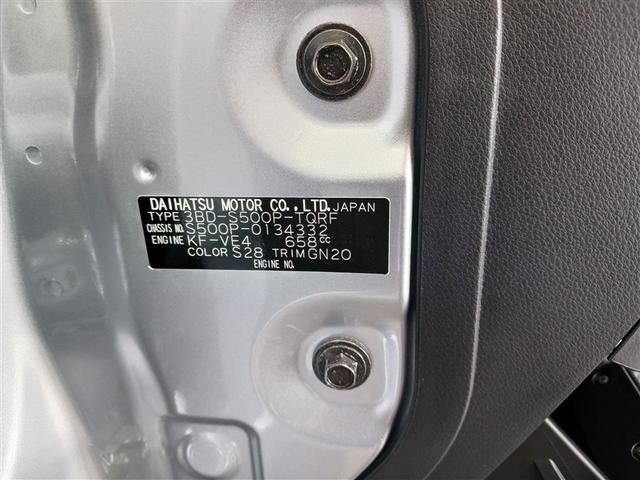 DAIHATSU MOTOR CO., LTD. JAPAN
TYPE 3BD-S500P-TQRF
CHASSIS NO. S500P-0134332
ENGINE KF-VE4 658cc
COLOR S28 TRIM GN20
ENGINE NO.